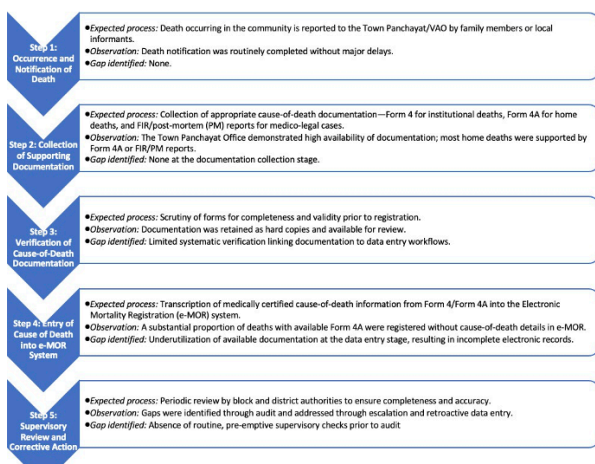 Step 1:
Occurrence and
Notification of
Death
●Expected process: Death occurring in the community is reported to the Town Panchayat/VAO by family members or local
informants.
●Observation: Death notification was routinely completed without major delays.
●Gap identified: None.
Step 2: Collection
of Supporting
Documentation
●Expected process: Collection of appropriate cause-of-death documentation—Form 4 for institutional deaths, Form 4A for home
deaths, and FIR/post-mortem (PM) reports for medico-legal cases.
●Observation: The Town Panchayat Office demonstrated high availability of documentation; most home deaths were supported by
Form 4A or FIR/PM reports.
●Gap identified: None at the documentation collection stage.
Step 3
Verification of
Cause-of-Death
Documentation
●Expected process: Scrutiny of forms for completeness and validity prior to registration.
●Observation: Documentation was retained as hard copies and available for review.
●Gap identified: Limited systematic verification linking documentation to data entry workflows.
Step 4: Entry of
Cause of Death
into e-MOR
System
●Expected process: Transcription of medically certified cause-of-death information from Form 4/Form 4A into the Electronic
Mortality Registration (e-MOR) system.
●Observation: A substantial proportion of deaths with available Form 4A were registered without cause-of-death details in e-MOR.
●Gap identified: Underutilization of available documentation at the data entry stage, resulting in incomplete electronic records.
Step 5:
Supervisory
Review and
Corrective Action
●Expected process: Periodic review by block and district authorities to ensure completeness and accuracy.
●Observation: Gaps were identified through audit and addressed through escalation and retroactive data entry.
●Gap identified: Absence of routine, pre-emptive supervisory checks prior to audit